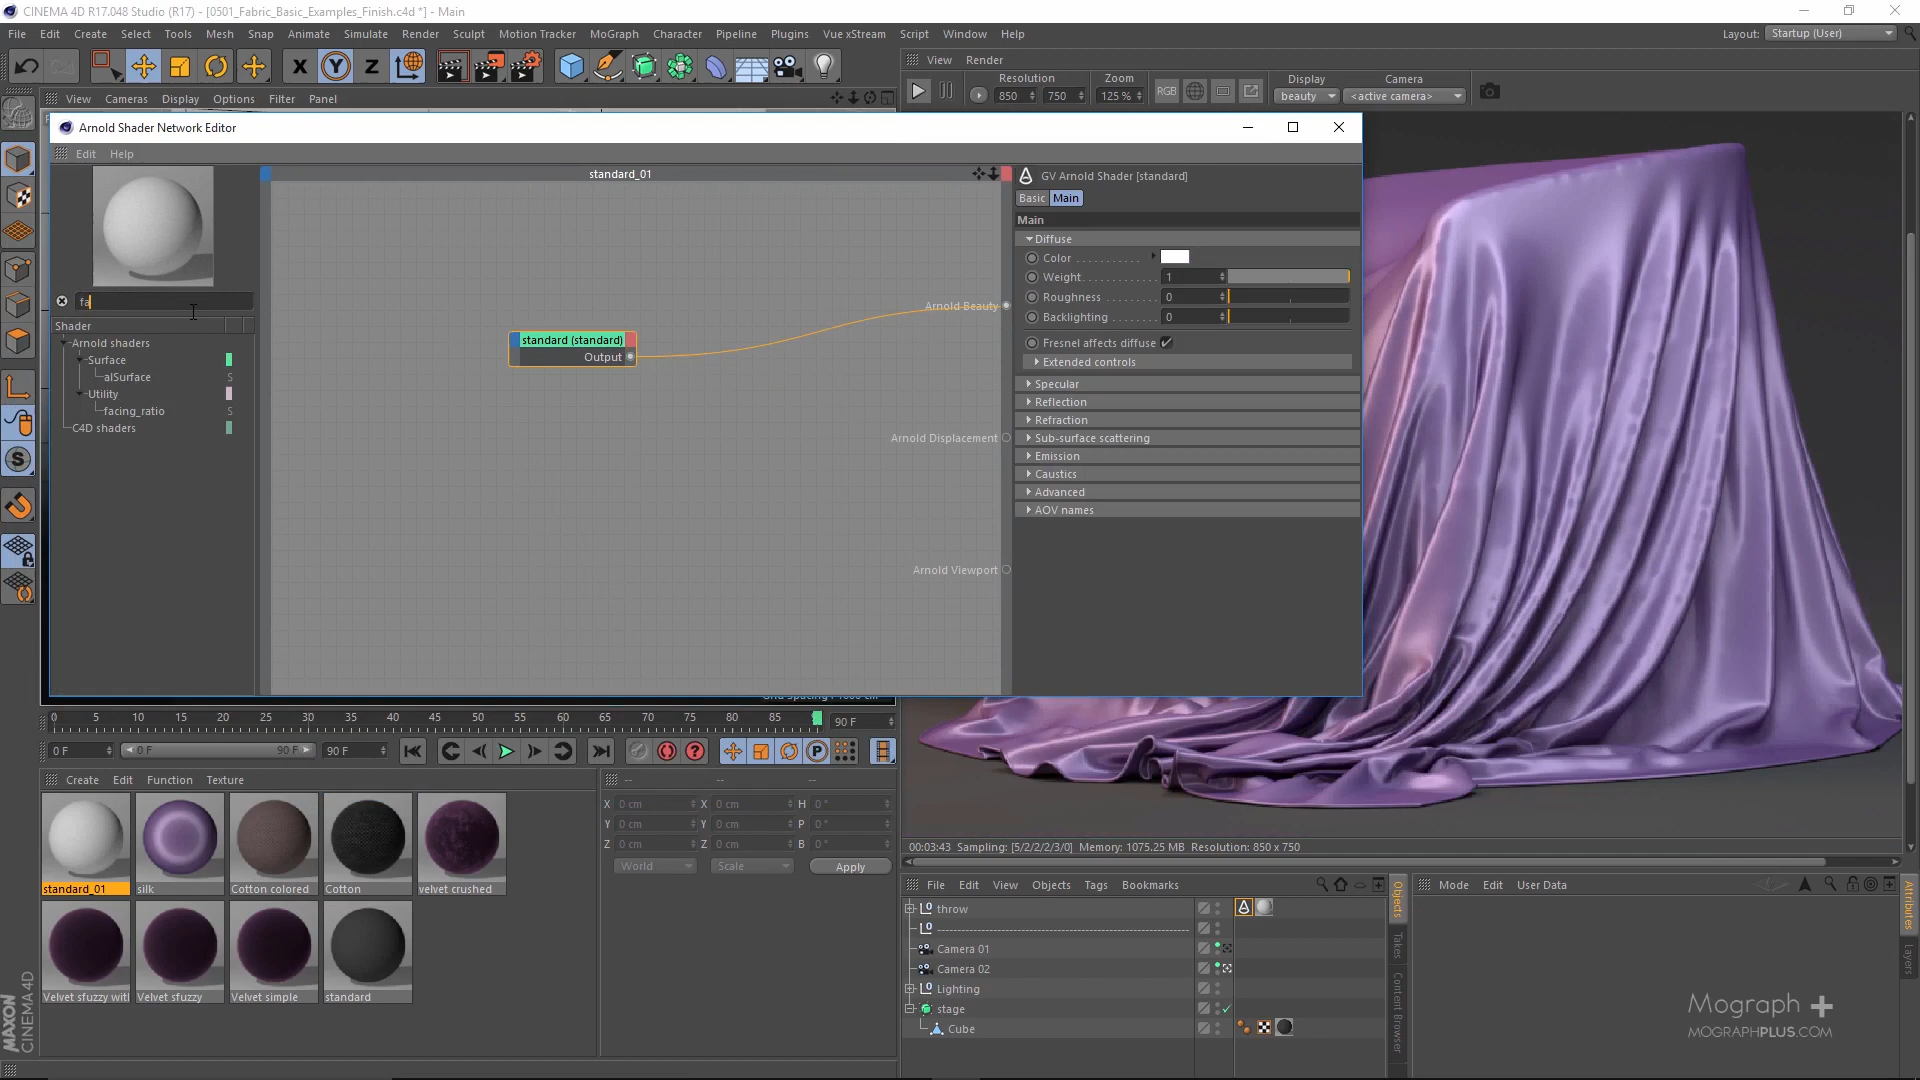 CINEMA 4D R17.048 Studio (R17) - [0501_Fabric_Basic_Examples_Finish.c4d *] - Main
File Edit Create Select Tools Mesh Snap Animate Simulate Render Sculpt Motion Tracker MoGraph Character Pipeline Plugins Vue xStream Script Window Help Layout: Startup (User)
X Y Z
View Render
Resolution Zoom Display Camera
850 750 125 % RGB beauty <active camera>
View Cameras Display Options Filter Panel
Arnold Shader Network Editor
Edit Help
standard_01
fa
Shader
Arnold shaders
Surface
alSurface S
Utility
facing_ratio S
C4D shaders
standard (standard)
Output
Arnold Beauty
Arnold Displacement
Arnold Viewport
GV Arnold Shader [standard]
Basic Main
Main
Diffuse
Color
Weight 1
Roughness 0
Backlighting 0
Fresnel affects diffuse
Extended controls
Specular
Reflection
Refraction
Sub-surface scattering
Emission
Caustics
Advanced
AOV names
0 5 10 15 20 25 30 35 40 45 50 55 60 65 70 75 80 85 90 F
0 F 0 F 90 F 90 F
Create Edit Function Texture
standard_01 silk Cotton colored Cotton velvet crushed
Velvet sfuzzy witl Velvet sfuzzy Velvet simple standard
-- -- --
X 0 cm X 0 cm H 0 °
Y 0 cm Y 0 cm P 0 °
Z 0 cm Z 0 cm B 0 °
World Scale Apply
00:03:43 Sampling: [5/2/2/2/3/0] Memory: 1075.25 MB Resolution: 850 x 750
File Edit View Objects Tags Bookmarks
throw
Camera 01
Camera 02
Lighting
stage
Cube
Objects
Takes
Content Browser
Mode Edit User Data
Attributes
Layers
Mograph +
MOGRAPHPLUS.COM
MAXON
CINEMA 4D